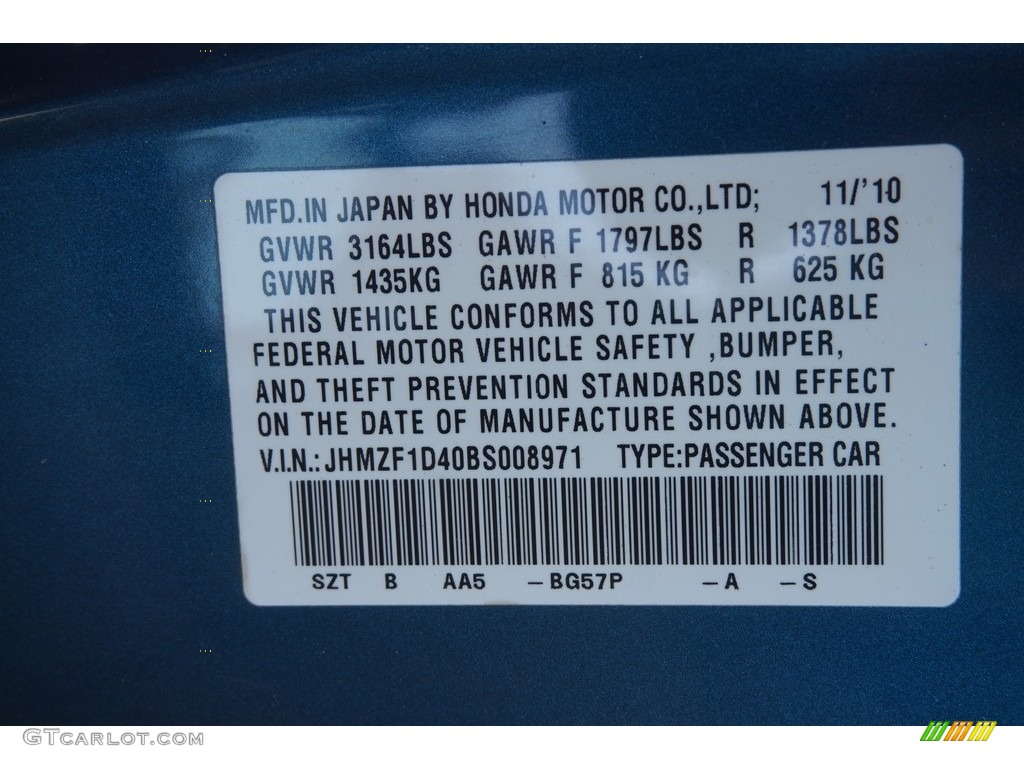 MFD.IN JAPAN BY HONDA MOTOR CO.,LTD; 11/'10
GVWR 3164LBS GAWR F 1797LBS R 1378LBS
GVWR 1435KG GAWR F 815 KG R 625 KG
THIS VEHICLE CONFORMS TO ALL APPLICABLE
FEDERAL MOTOR VEHICLE SAFETY ,BUMPER,
AND THEFT PREVENTION STANDARDS IN EFFECT
ON THE DATE OF MANUFACTURE SHOWN ABOVE.
V.I.N.: JHMZF1D40BS008971 TYPE:PASSENGER CAR
SZT B AA5 -BG57P -A -S
GTCARLOT.COM